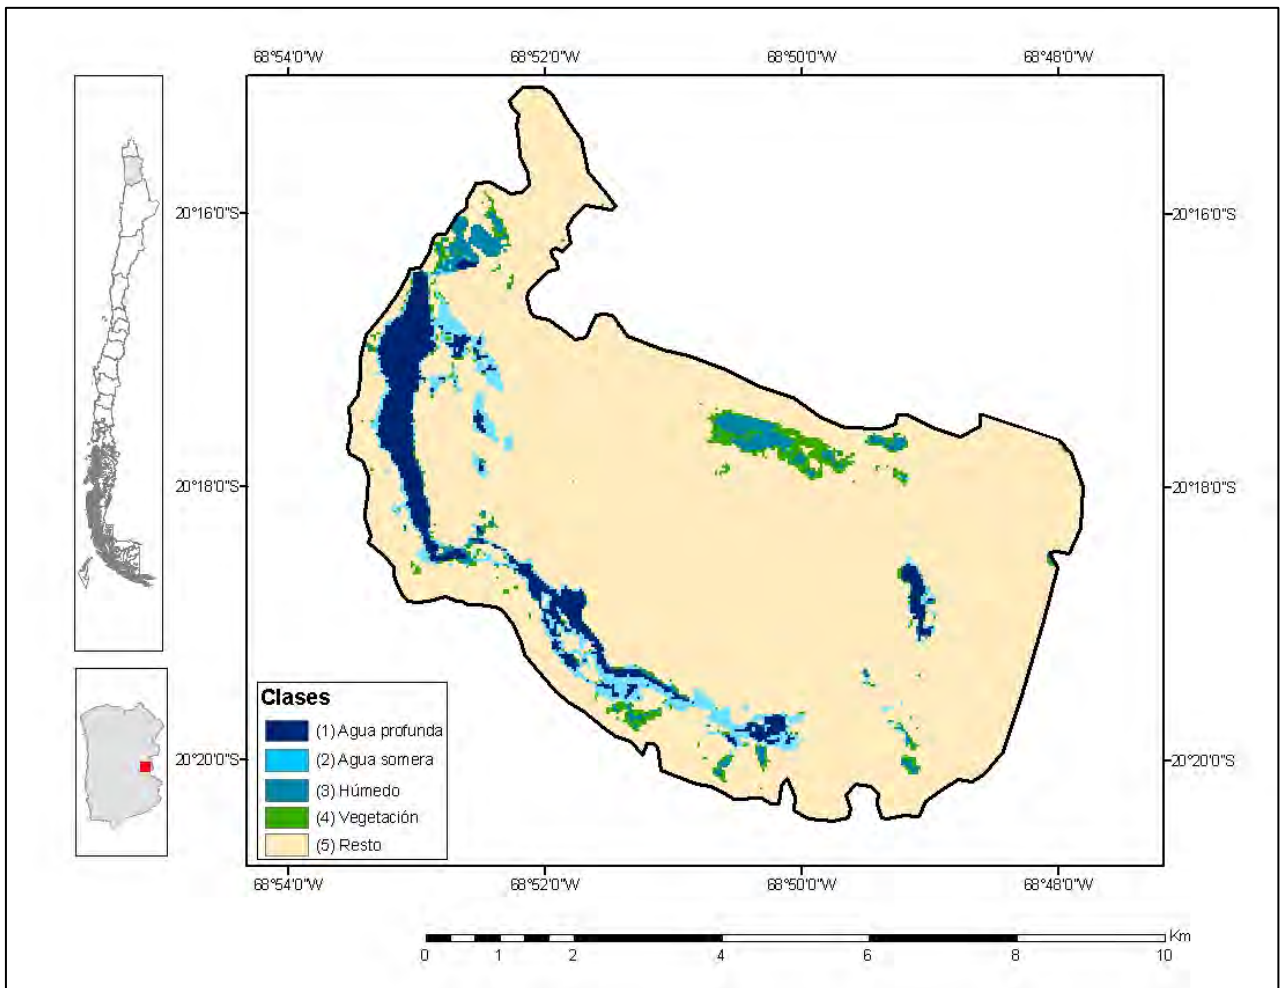 68°54'0"W 68°52'0"W 68°50'0"W 68°48'0"W
20°16'0"S 20°16'0"S
20°18'0"S 20°18'0"S
20°20'0"S 20°20'0"S
Clases
(1) Agua profunda
(2) Agua somera
(3) Húmedo
(4) Vegetación
(5) Resto
68°54'0"W 68°52'0"W 68°50'0"W 68°48'0"W
Km
0 1 2 4 6 8 10